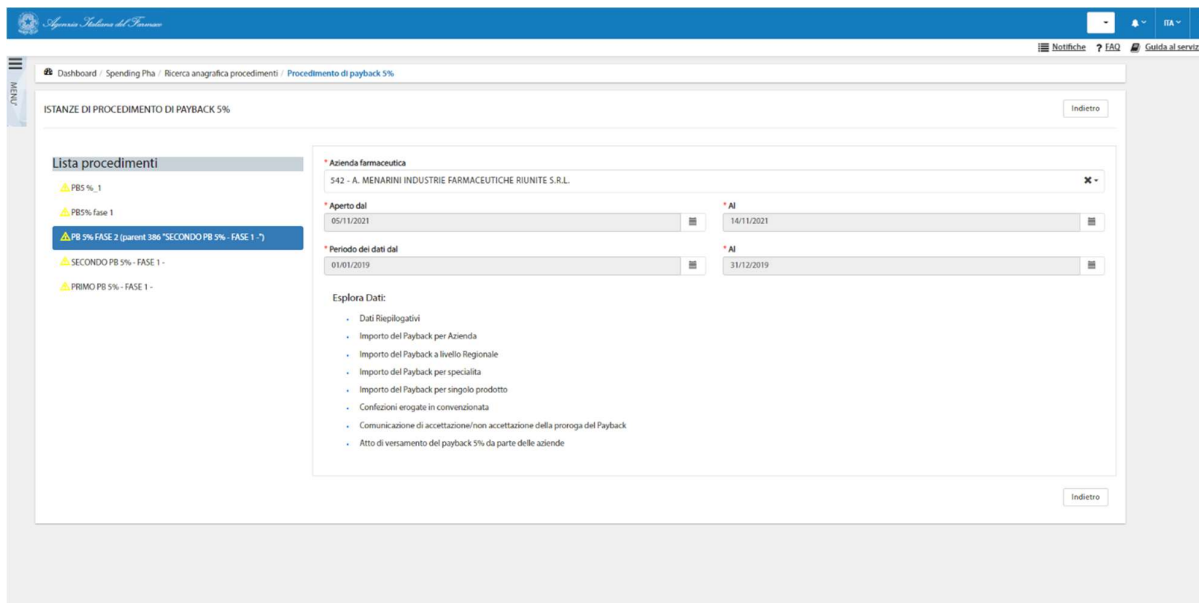 Agenzia Italiana del Farmaco
ITA
Notifiche ? FAQ Guida al serviz
MENU'
Dashboard / Spending Pha / Ricerca anagrafica procedimenti / Procedimento di payback 5%
ISTANZE DI PROCEDIMENTO DI PAYBACK 5%
Indietro
Lista procedimenti
PB5 %_1
PB5% fase 1
PB 5% FASE 2 (parent 386 "SECONDO PB 5% - FASE 1 -")
SECONDO PB 5% - FASE 1 -
PRIMO PB 5% - FASE 1 -
* Azienda farmaceutica
542 - A. MENARINI INDUSTRIE FARMACEUTICHE RIUNITE S.R.L.
* Aperto dal * Al
05/11/2021 14/11/2021
* Periodo dei dati dal * Al
01/01/2019 31/12/2019
Esplora Dati:
Dati Riepilogativi
Importo del Payback per Azienda
Importo del Payback a livello Regionale
Importo del Payback per specialita
Importo del Payback per singolo prodotto
Confezioni erogate in convenzionata
Comunicazione di accettazione/non accettazione della proroga del Payback
Atto di versamento del payback 5% da parte delle aziende
Indietro